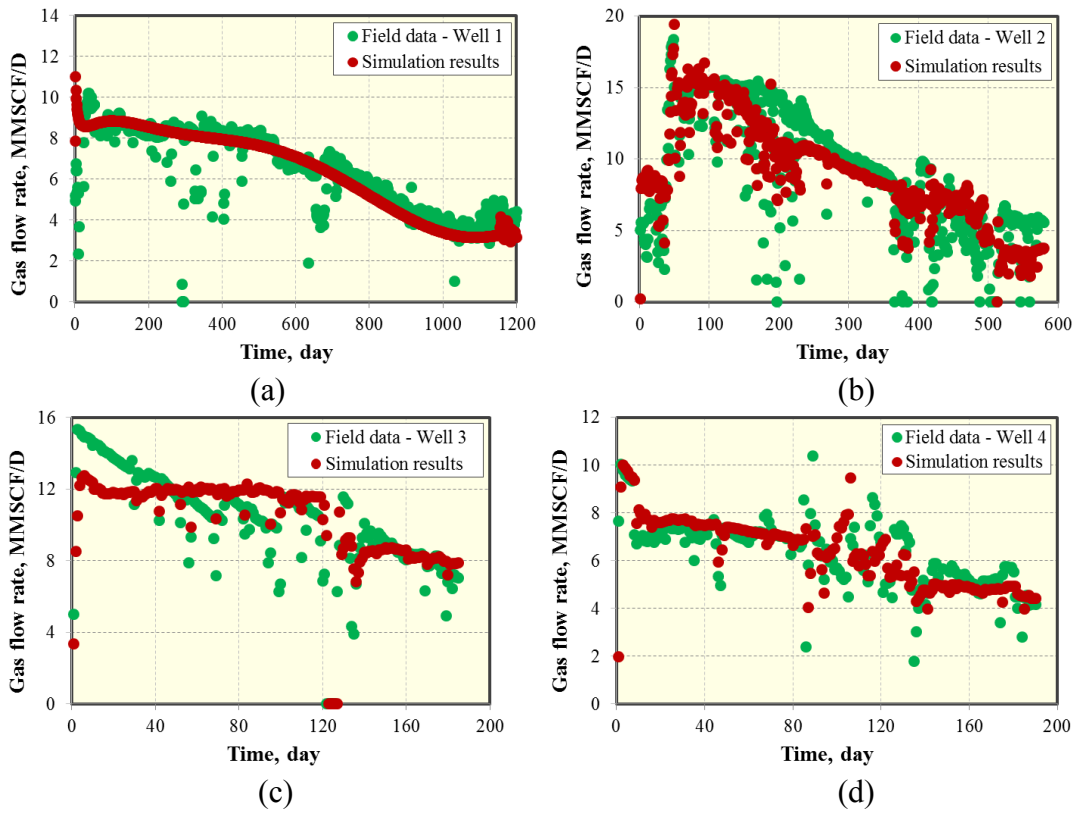 14
12
10
8
6
4
2
0
Gas flow rate, MMSCF/D
Field data - Well 1
Simulation results
0 200 400 600 800 1000 1200
Time, day
(a)
20
15
10
5
0
Gas flow rate, MMSCF/D
Field data - Well 2
Simulation results
0 100 200 300 400 500 600
Time, day
(b)
16
12
8
4
0
Gas flow rate, MMSCF/D
Field data - Well 3
Simulation results
0 40 80 120 160 200
Time, day
(c)
12
10
8
6
4
2
0
Gas flow rate, MMSCF/D
Field data - Well 4
Simulation results
0 40 80 120 160 200
Time, day
(d)